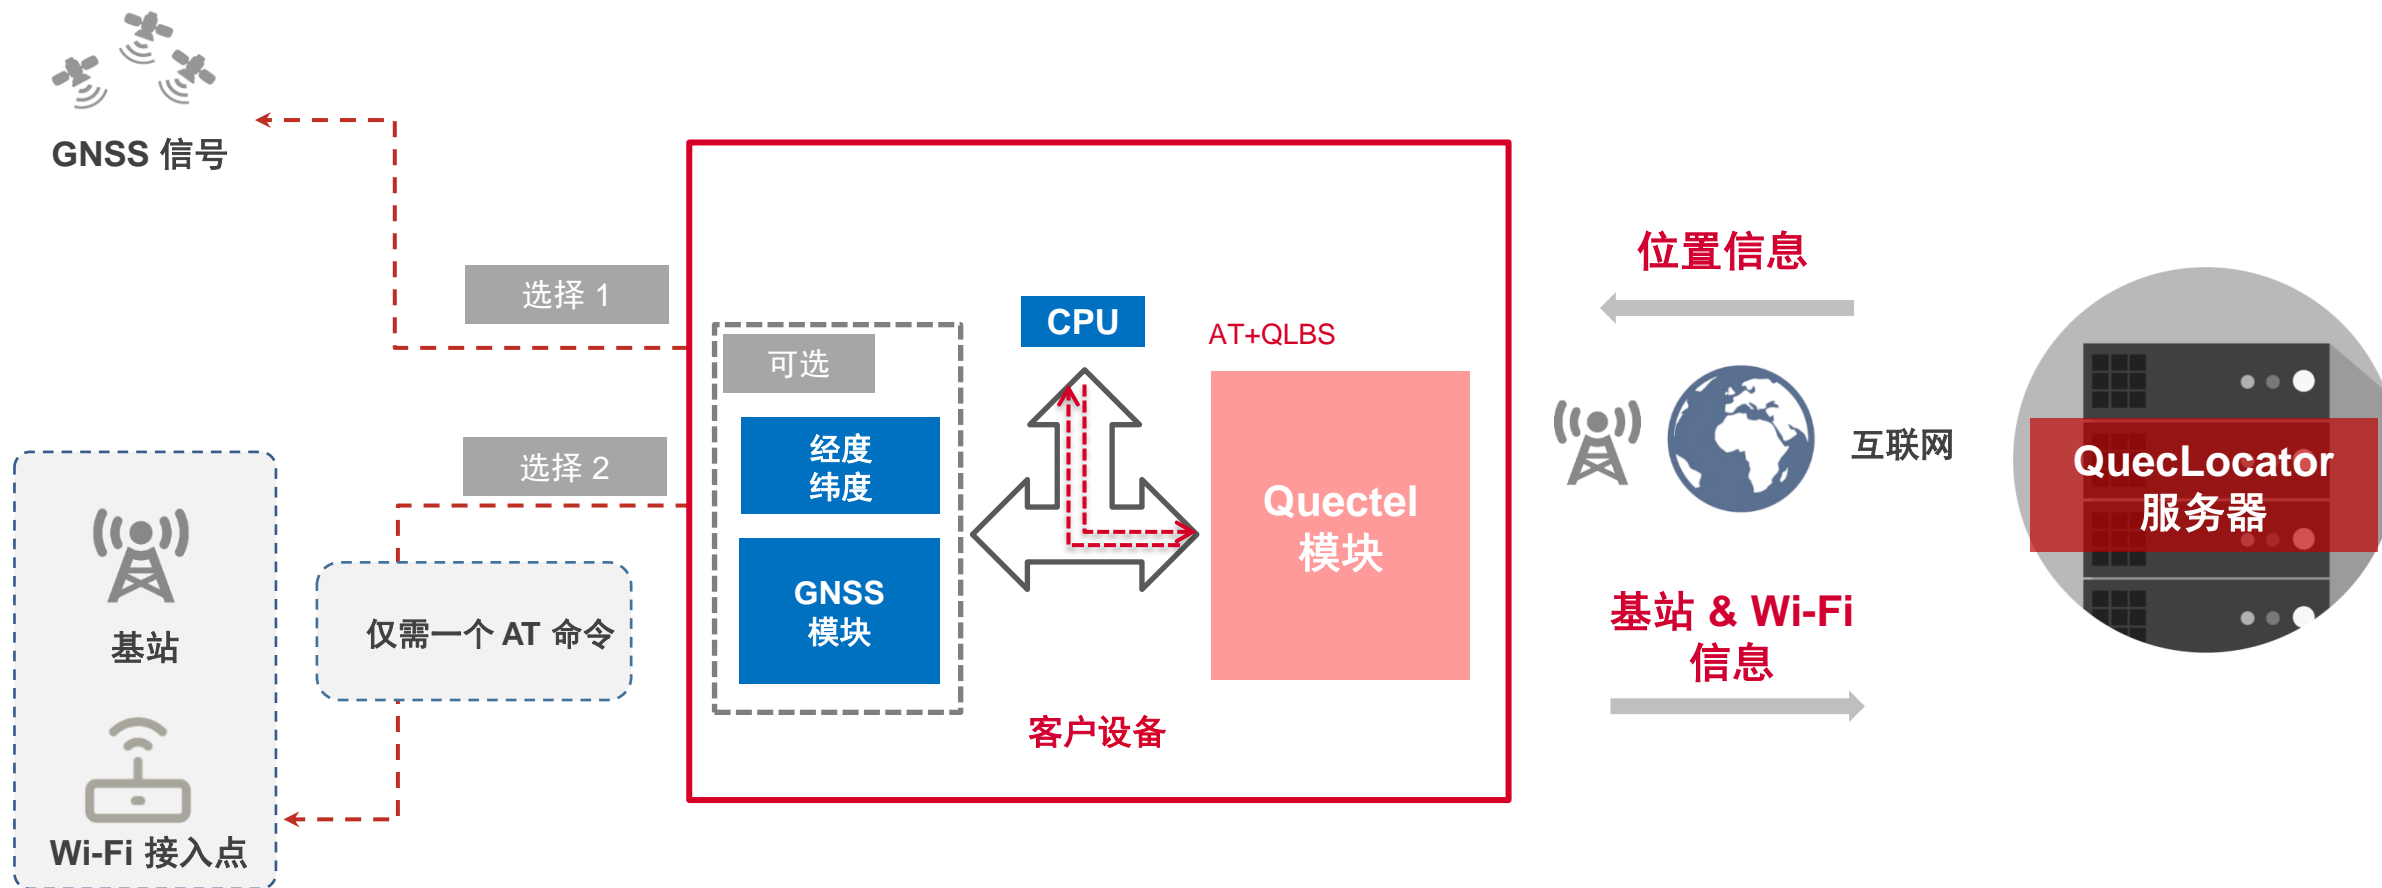 GNSS 信号
选择 1
选择 2
基站
Wi-Fi 接入点
仅需一个 AT 命令
可选
经度
纬度
GNSS
模块
CPU
AT+QLBS
Quectel
模块
客户设备
位置信息
互联网
基站 & Wi-Fi
信息
QuecLocator
服务器